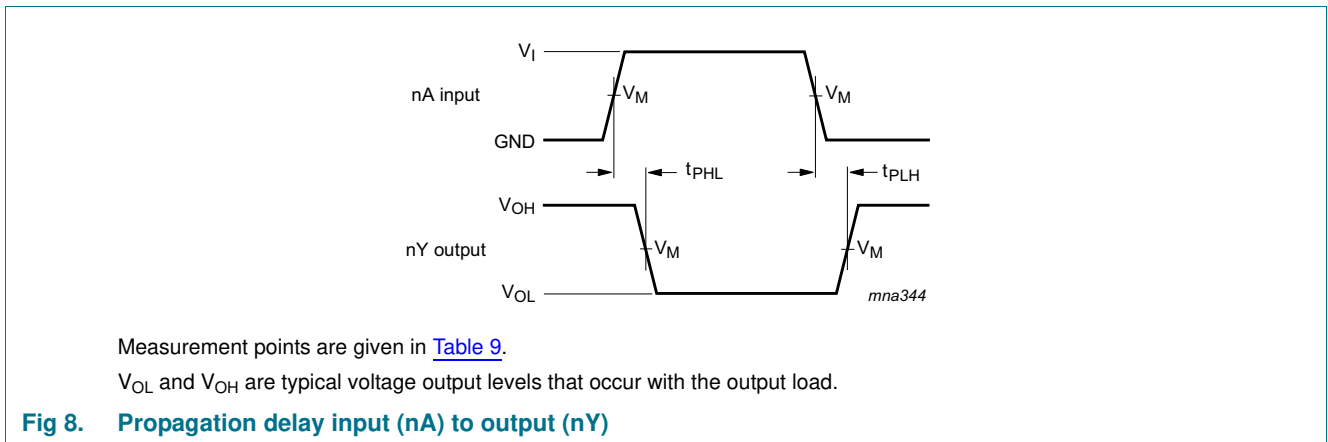 VI
nA input
VM
VM
GND
tPHL
tPLH
VOH
nY output
VM
VM
VOL
mna344
Measurement points are given in Table 9.
VOL and VOH are typical voltage output levels that occur with the output load.
Fig 8. Propagation delay input (nA) to output (nY)